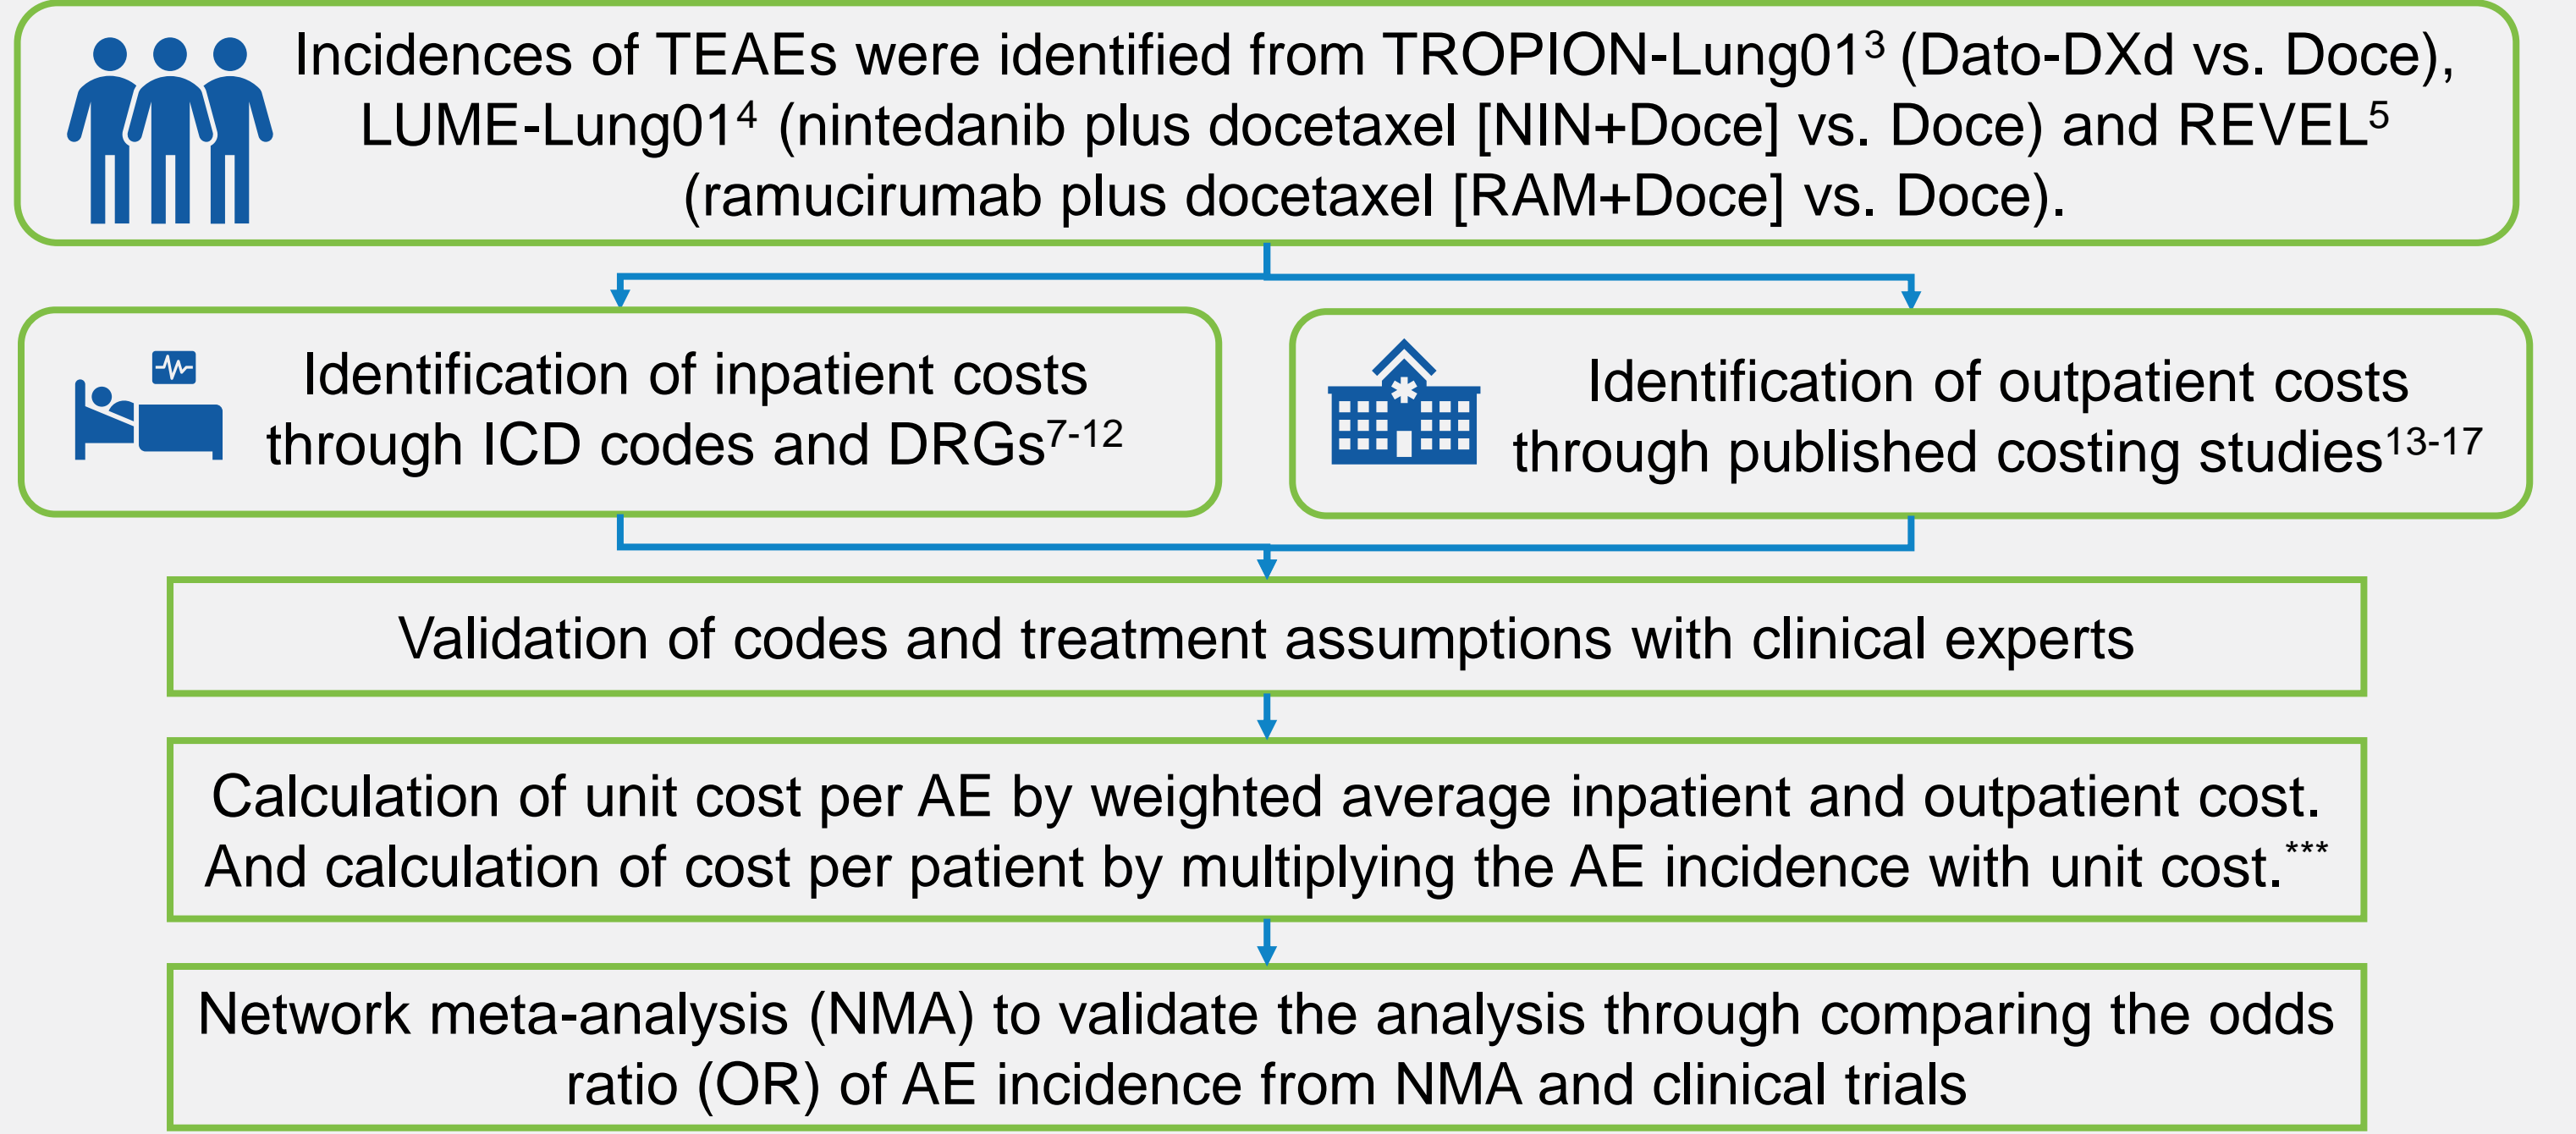 Incidences of TEAEs were identified from TROPION-Lung01³ (Dato-DXd vs. Doce),
LUME-Lung01⁴ (nintedanib plus docetaxel [NIN+Doce] vs. Doce) and REVEL⁵
(ramucirumab plus docetaxel [RAM+Doce] vs. Doce).
Identification of inpatient costs
through ICD codes and DRGs⁷⁻¹²
Identification of outpatient costs
through published costing studies¹³⁻¹⁷
Validation of codes and treatment assumptions with clinical experts
Calculation of unit cost per AE by weighted average inpatient and outpatient cost.
And calculation of cost per patient by multiplying the AE incidence with unit cost.***
Network meta-analysis (NMA) to validate the analysis through comparing the odds
ratio (OR) of AE incidence from NMA and clinical trials